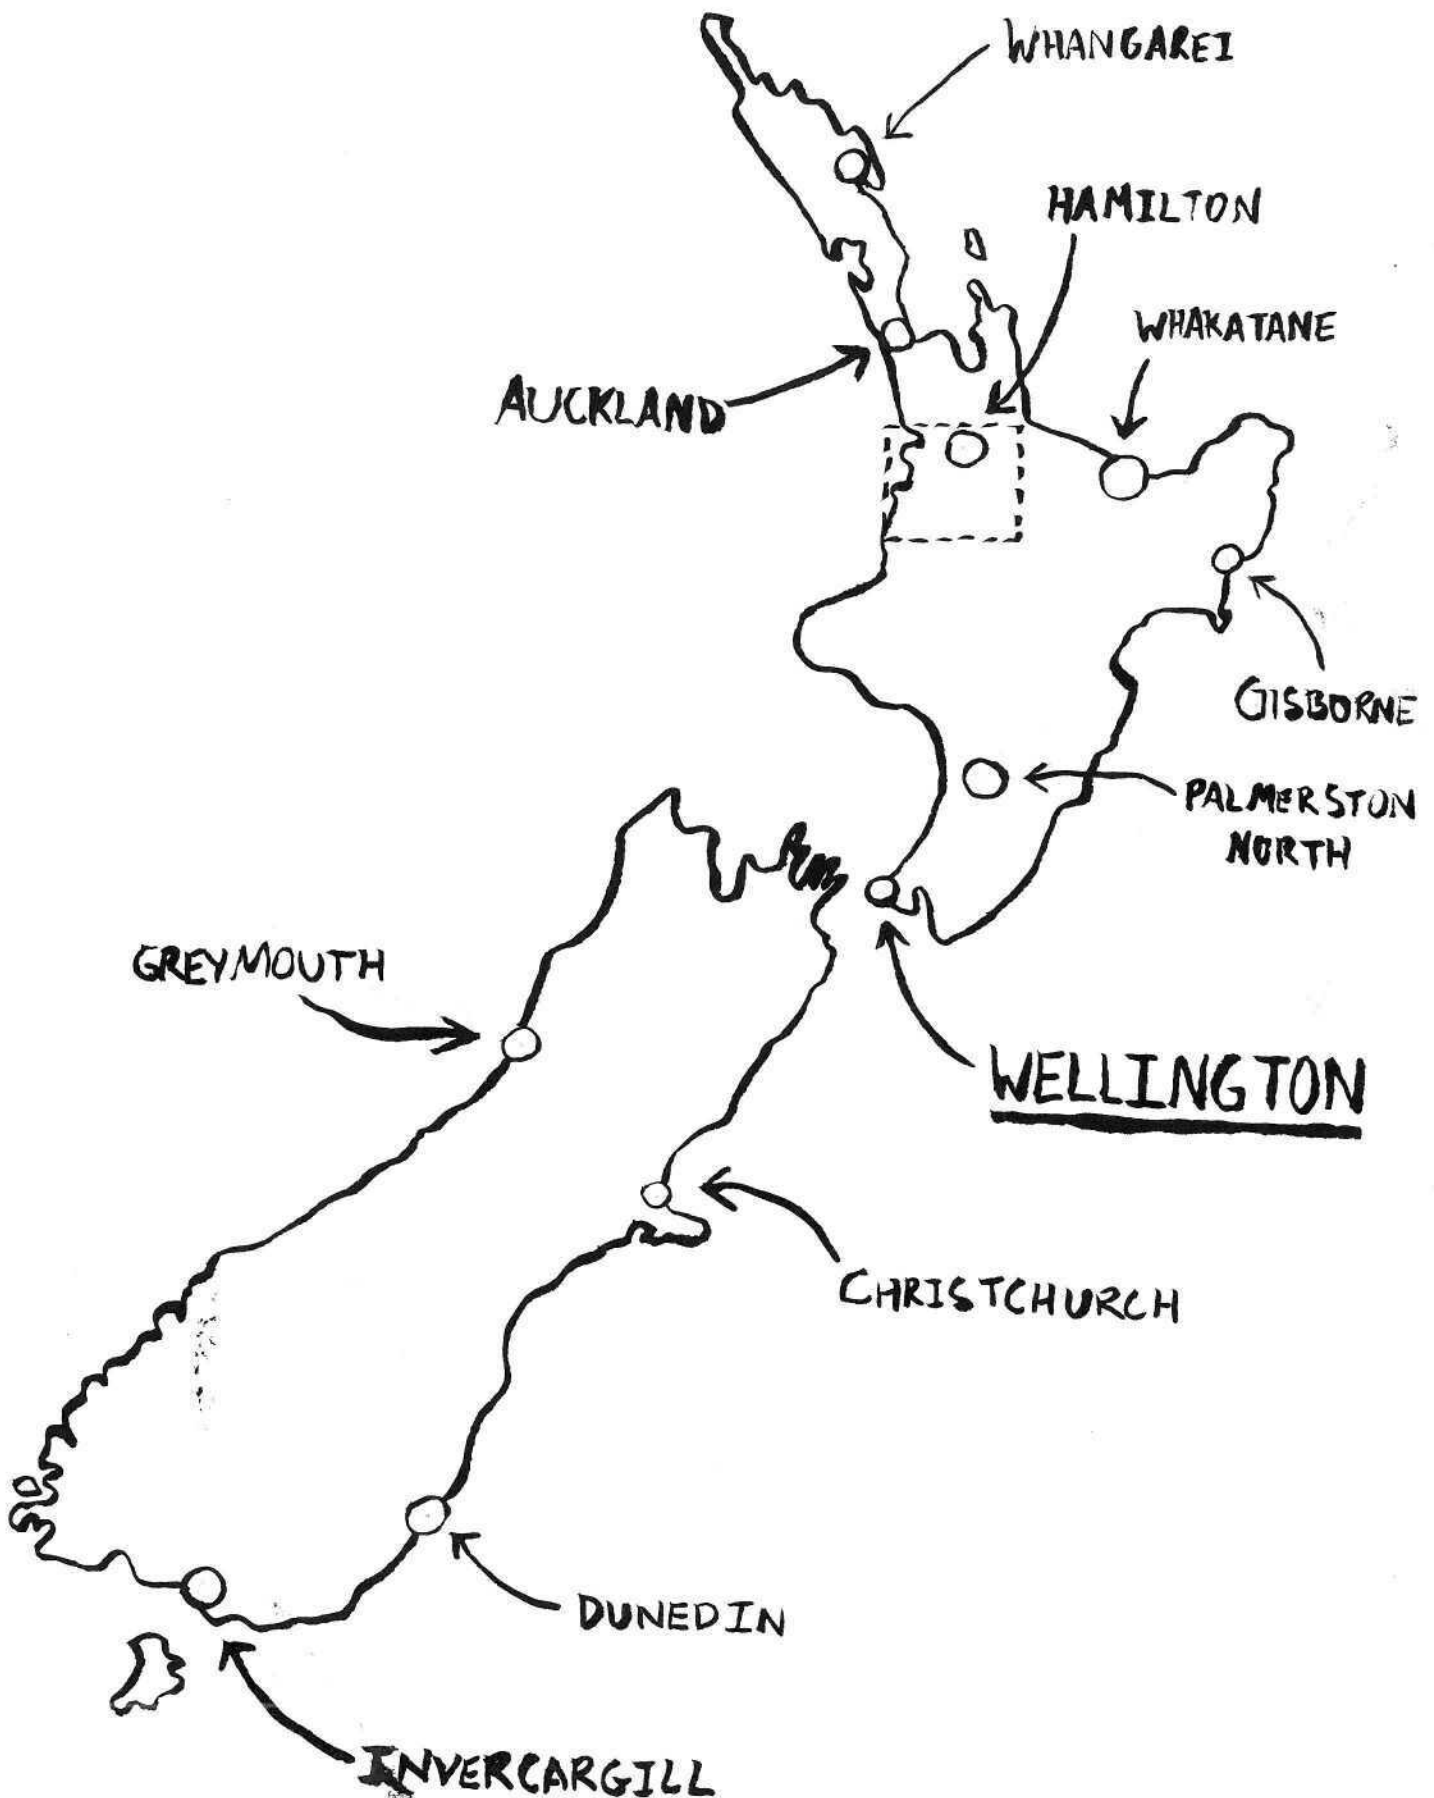 WHANGAREI
HAMILTON
WHAKATANE
AUCKLAND
GISBORNE
PALMERSTON
NORTH
GREYMOUTH
WELLINGTON
CHRISTCHURCH
DUNEDIN
INVERCARGILL